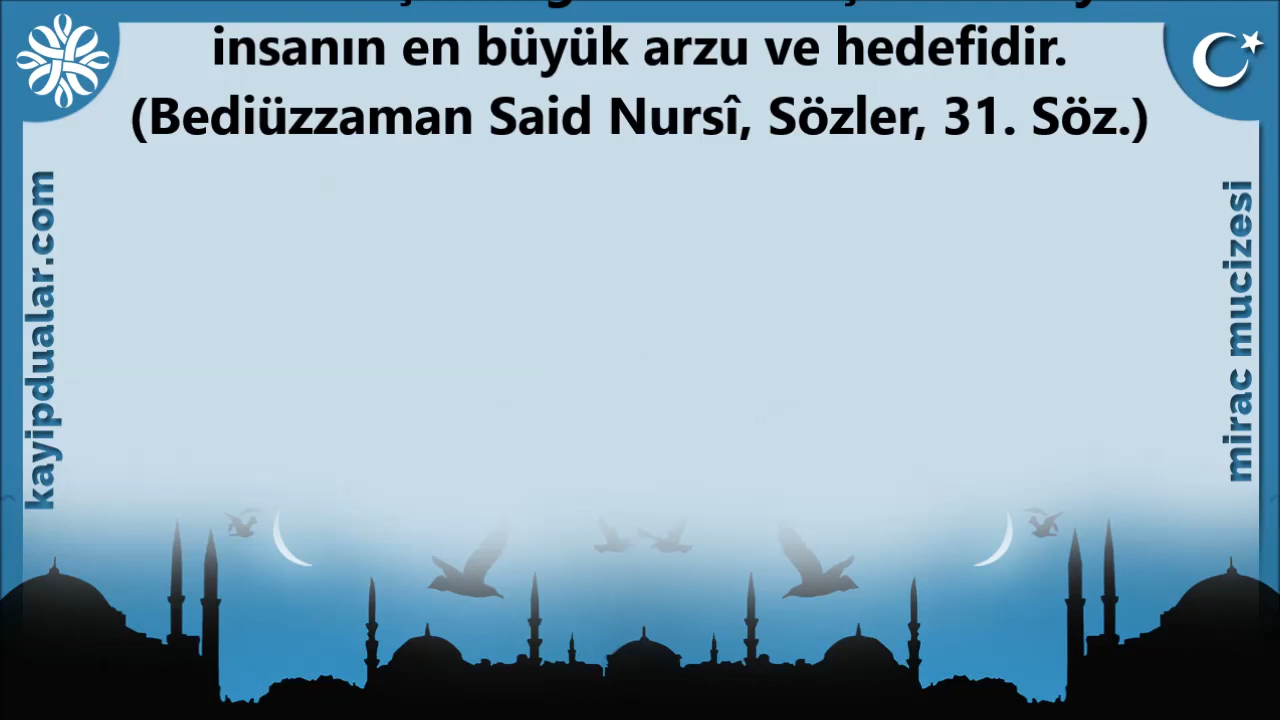 insanın en büyük arzu ve hedefidir.
(Bediüzzaman Said Nursî, Sözler, 31. Söz.)
kayipdualar.com
mirac mucizesi